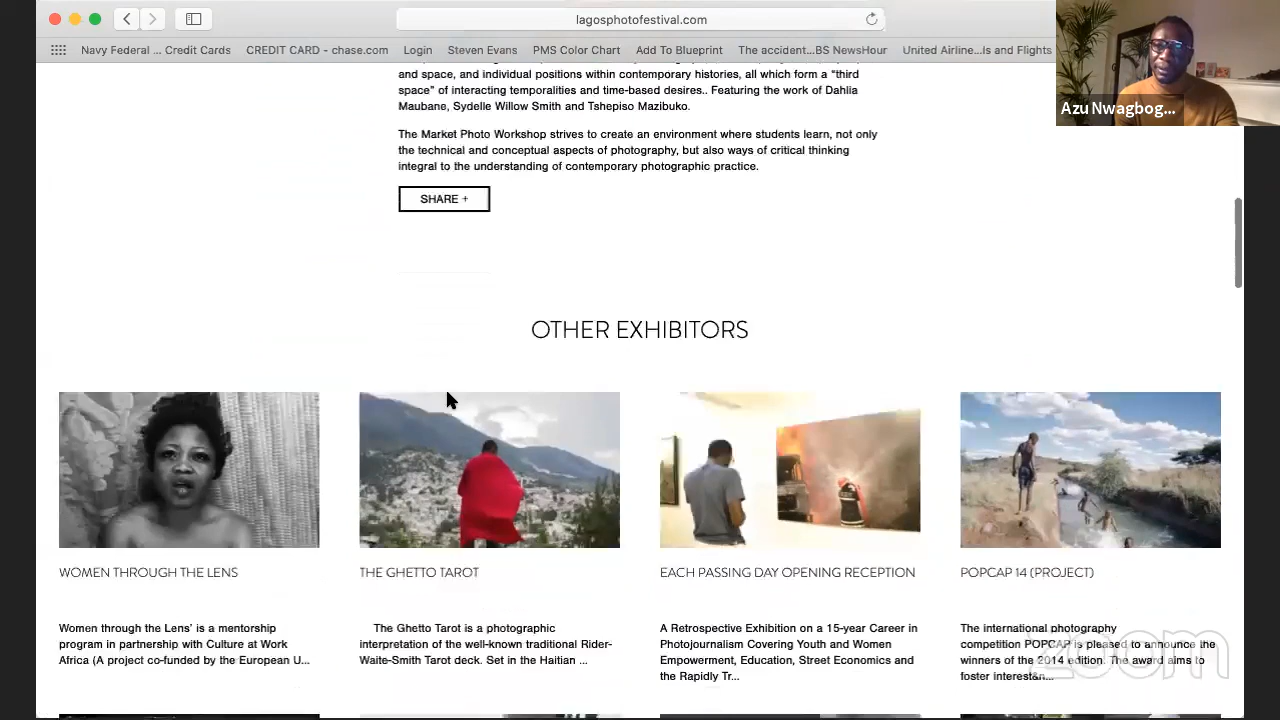 lagosphotofestival.com
Navy Federal ... Credit Cards
CREDIT CARD - chase.com
Login
Steven Evans
PMS Color Chart
Add To Blueprint
The accident...BS NewsHour
United Airline...ls and Flights
Azu Nwagbog...
and space, and individual positions within contemporary histories, all which form a “third
space” of interacting temporalities and time-based desires.. Featuring the work of Dahlia
Maubane, Sydelle Willow Smith and Tshepiso Mazibuko.
The Market Photo Workshop strives to create an environment where students learn, not only
the technical and conceptual aspects of photography, but also ways of critical thinking
integral to the understanding of contemporary photographic practice.
SHARE +
OTHER EXHIBITORS
WOMEN THROUGH THE LENS
Women through the Lens’ is a mentorship
program in partnership with Culture at Work
Africa (A project co-funded by the European U...
THE GHETTO TAROT
The Ghetto Tarot is a photographic
interpretation of the well-known traditional Rider-
Waite-Smith Tarot deck. Set in the Haitian ...
EACH PASSING DAY OPENING RECEPTION
A Retrospective Exhibition on a 15-year Career in
Photojournalism Covering Youth and Women
Empowerment, Education, Street Economics and
the Rapidly Tr...
POPCAP 14 (PROJECT)
The international photography
competition POPCAP is pleased to announce the
winners of the 2014 edition. The award aims to
foster interestan...
zoom